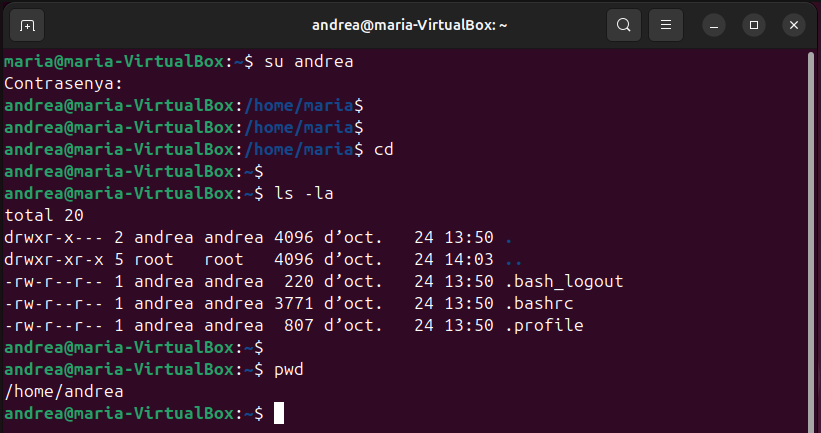 andrea@maria-VirtualBox: ~
maria@maria-VirtualBox:~$ su andrea
Contrasenya:
andrea@maria-VirtualBox:/home/maria$
andrea@maria-VirtualBox:/home/maria$
andrea@maria-VirtualBox:/home/maria$ cd
andrea@maria-VirtualBox:~$
andrea@maria-VirtualBox:~$ ls -la
total 20
drwxr-x--- 2 andrea andrea 4096 d’oct.   24 13:50 .
drwxr-xr-x 5 root   root   4096 d’oct.   24 14:03 ..
-rw-r--r-- 1 andrea andrea  220 d’oct.   24 13:50 .bash_logout
-rw-r--r-- 1 andrea andrea 3771 d’oct.   24 13:50 .bashrc
-rw-r--r-- 1 andrea andrea  807 d’oct.   24 13:50 .profile
andrea@maria-VirtualBox:~$
andrea@maria-VirtualBox:~$ pwd
/home/andrea
andrea@maria-VirtualBox:~$